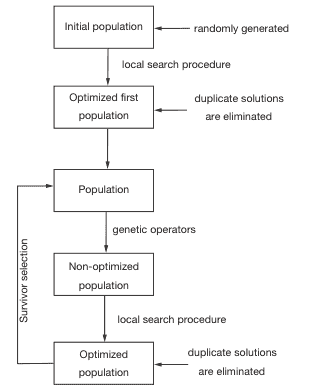 Initial population
randomly generated
local search procedure
Optimized first
population
duplicate solutions
are eliminated
Population
genetic operators
Non-optimized
population
Survivor selection
local search procedure
Optimized
population
duplicate solutions
are eliminated